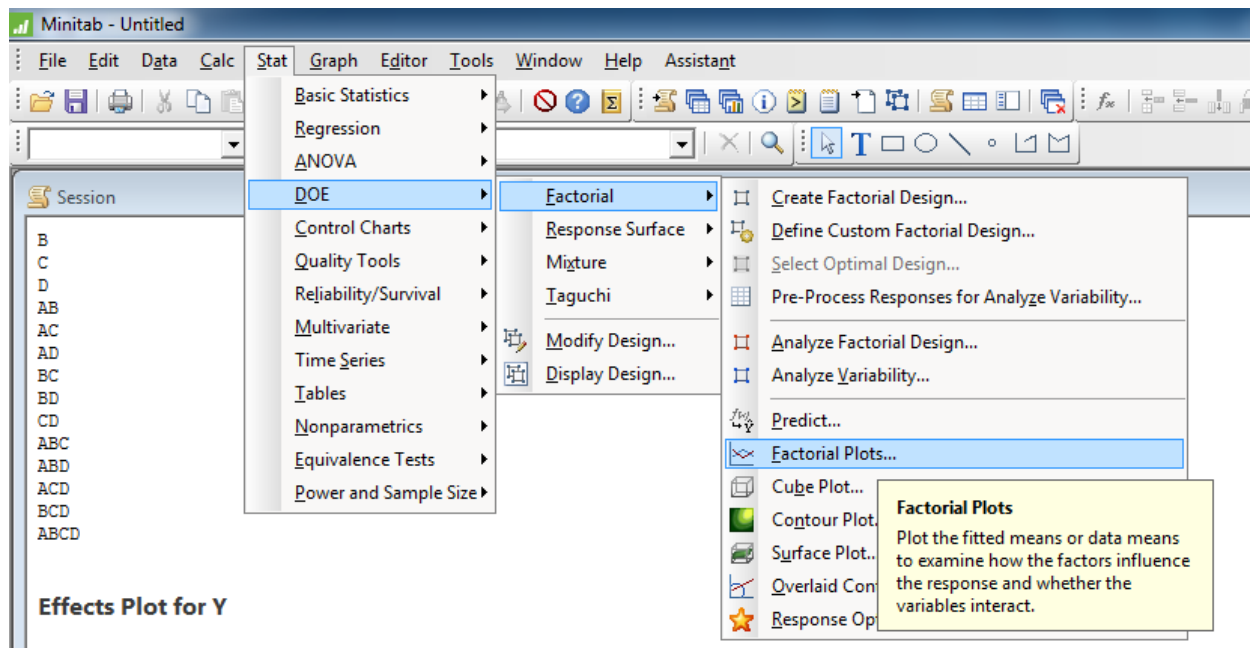 Minitab - Untitled
File Edit Data Calc Stat Graph Editor Tools Window Help Assistant
Basic Statistics
Regression
ANOVA
DOE
Control Charts
Quality Tools
Reliability/Survival
Multivariate
Time Series
Tables
Nonparametrics
Equivalence Tests
Power and Sample Size
Factorial
Response Surface
Mixture
Taguchi
Modify Design...
Display Design...
Create Factorial Design...
Define Custom Factorial Design...
Select Optimal Design...
Pre-Process Responses for Analyze Variability...
Analyze Factorial Design...
Analyze Variability...
Predict...
Factorial Plots...
Cube Plot...
Contour Plot.
Surface Plot..
Overlaid Con
Response Op
Factorial Plots
Plot the fitted means or data means
to examine how the factors influence
the response and whether the
variables interact.
Session
B
C
D
AB
AC
AD
BC
BD
CD
ABC
ABD
ACD
BCD
ABCD
Effects Plot for Y